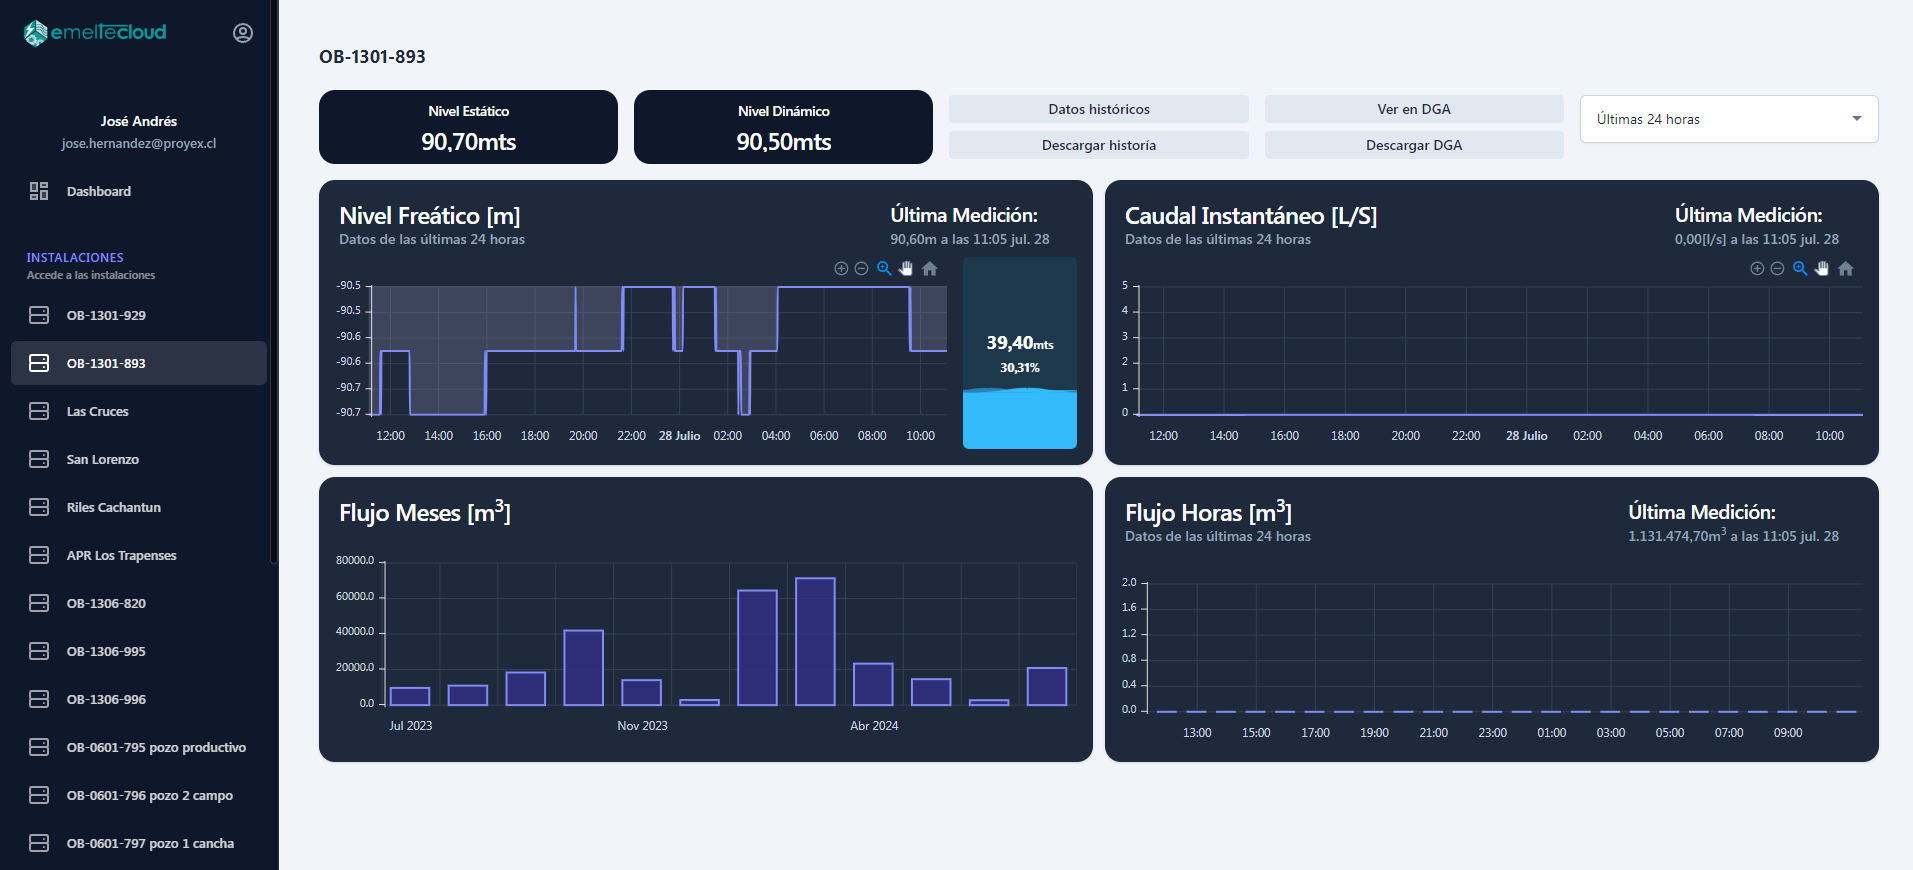 emeltecloud
José Andrés
jose.hernandez@proyex.cl
Dashboard
INSTALACIONES
Accede a las instalaciones
OB-1301-929
OB-1301-893
Las Cruces
San Lorenzo
Riles Cachantun
APR Los Trapenses
OB-1306-820
OB-1306-995
OB-1306-996
OB-0601-795 pozo productivo
OB-0601-796 pozo 2 campo
OB-0601-797 pozo 1 cancha
OB-1301-893
Nivel Estático
90,70mts
Nivel Dinámico
90,50mts
Datos históricos
Descargar historía
Ver en DGA
Descargar DGA
Últimas 24 horas
Nivel Freático [m]
Datos de las últimas 24 horas
Última Medición:
90,60m a las 11:05 jul. 28
-90.5
-90.5
-90.6
-90.6
-90.7
-90.7
12:00 14:00 16:00 18:00 20:00 22:00 28 Julio 02:00 04:00 06:00 08:00 10:00
39,40mts
30,31%
Caudal Instantáneo [L/S]
Datos de las últimas 24 horas
Última Medición:
0,00[l/s] a las 11:05 jul. 28
5
4
3
2
1
0
12:00 14:00 16:00 18:00 20:00 22:00 28 Julio 02:00 04:00 06:00 08:00 10:00
Flujo Meses [m³]
80000.0
60000.0
40000.0
20000.0
0.0
Jul 2023 Nov 2023 Abr 2024
Flujo Horas [m³]
Datos de las últimas 24 horas
Última Medición:
1.131.474,70m³ a las 11:05 jul. 28
2.0
1.6
1.2
0.8
0.4
0.0
13:00 15:00 17:00 19:00 21:00 23:00 01:00 03:00 05:00 07:00 09:00